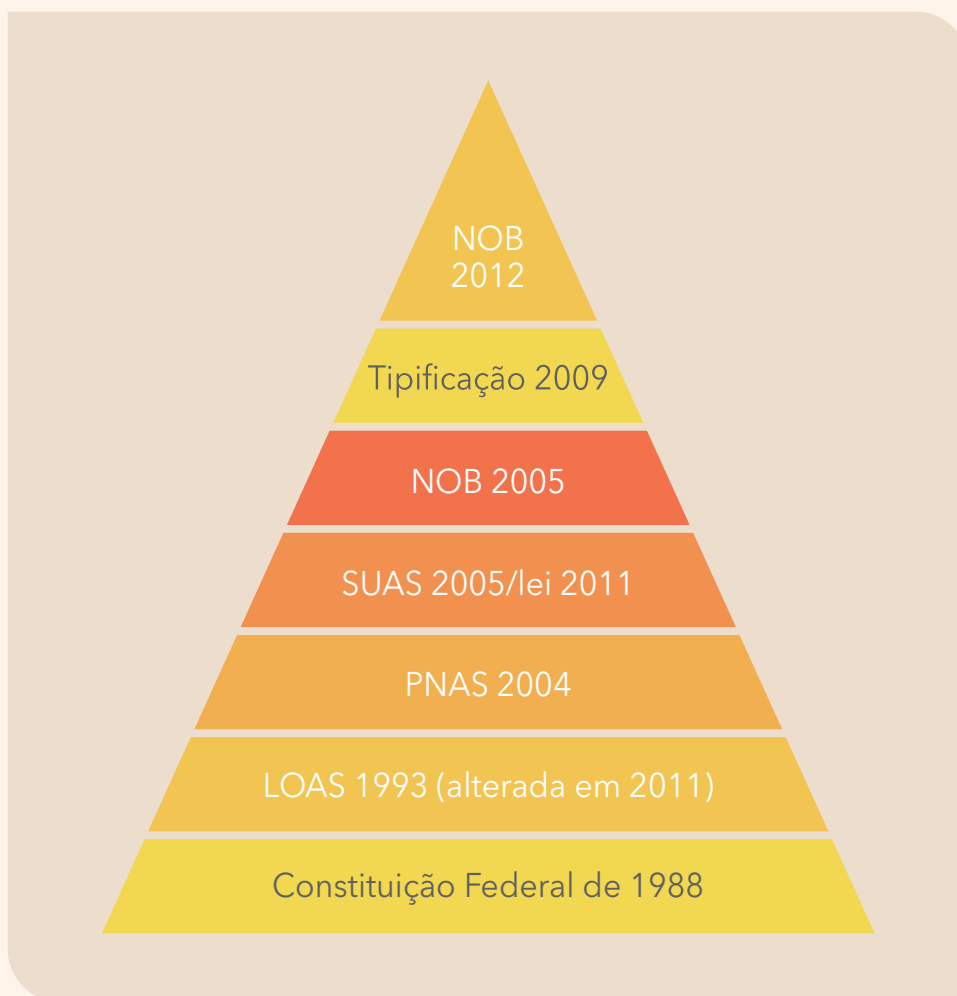 NOB
2012
Tipificação 2009
NOB 2005
SUAS 2005/lei 2011
PNAS 2004
LOAS 1993 (alterada em 2011)
Constituição Federal de 1988